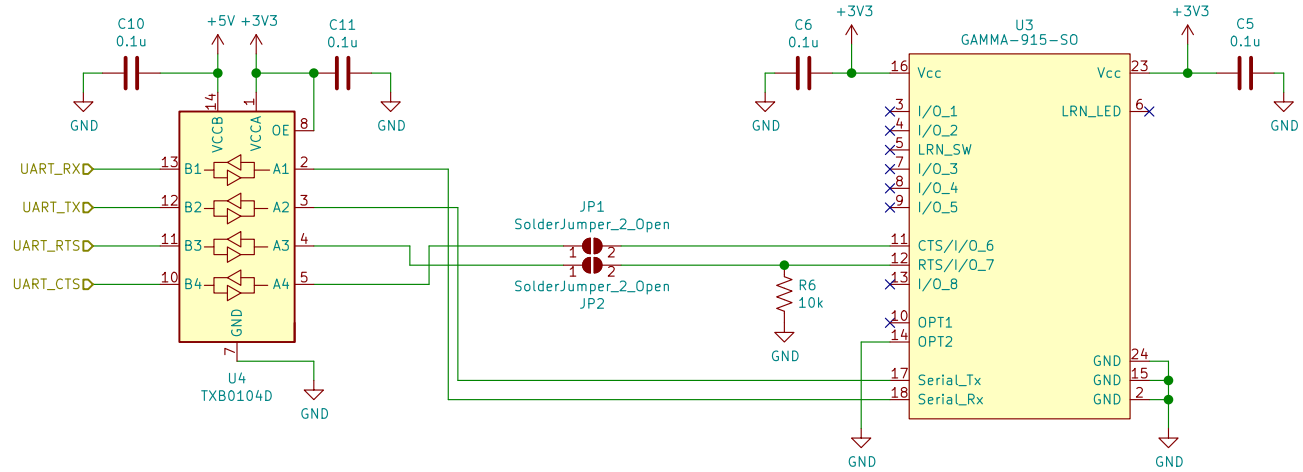 C10
0.1u
+5V
+3V3
C11
0.1u
GND
GND
14
1
VCCB
VCCA
OE
8
UART_RX
13
B1
A1
2
UART_TX
12
B2
A2
3
UART_RTS
11
B3
A3
4
UART_CTS
10
B4
A4
5
GND
7
U4
TXB0104D
GND
JP1
SolderJumper_2_Open
1
2
1
2
SolderJumper_2_Open
JP2
R6
10k
GND
C6
0.1u
+3V3
GND
U3
GAMMA-915-SO
+3V3
C5
0.1u
GND
16
Vcc
Vcc
23
3
I/O_1
LRN_LED
6
4
I/O_2
5
LRN_SW
7
I/O_3
8
I/O_4
9
I/O_5
11
CTS/I/O_6
12
RTS/I/O_7
13
I/O_8
10
OPT1
14
OPT2
GND
24
17
Serial_Tx
GND
15
18
Serial_Rx
GND
2
GND
GND